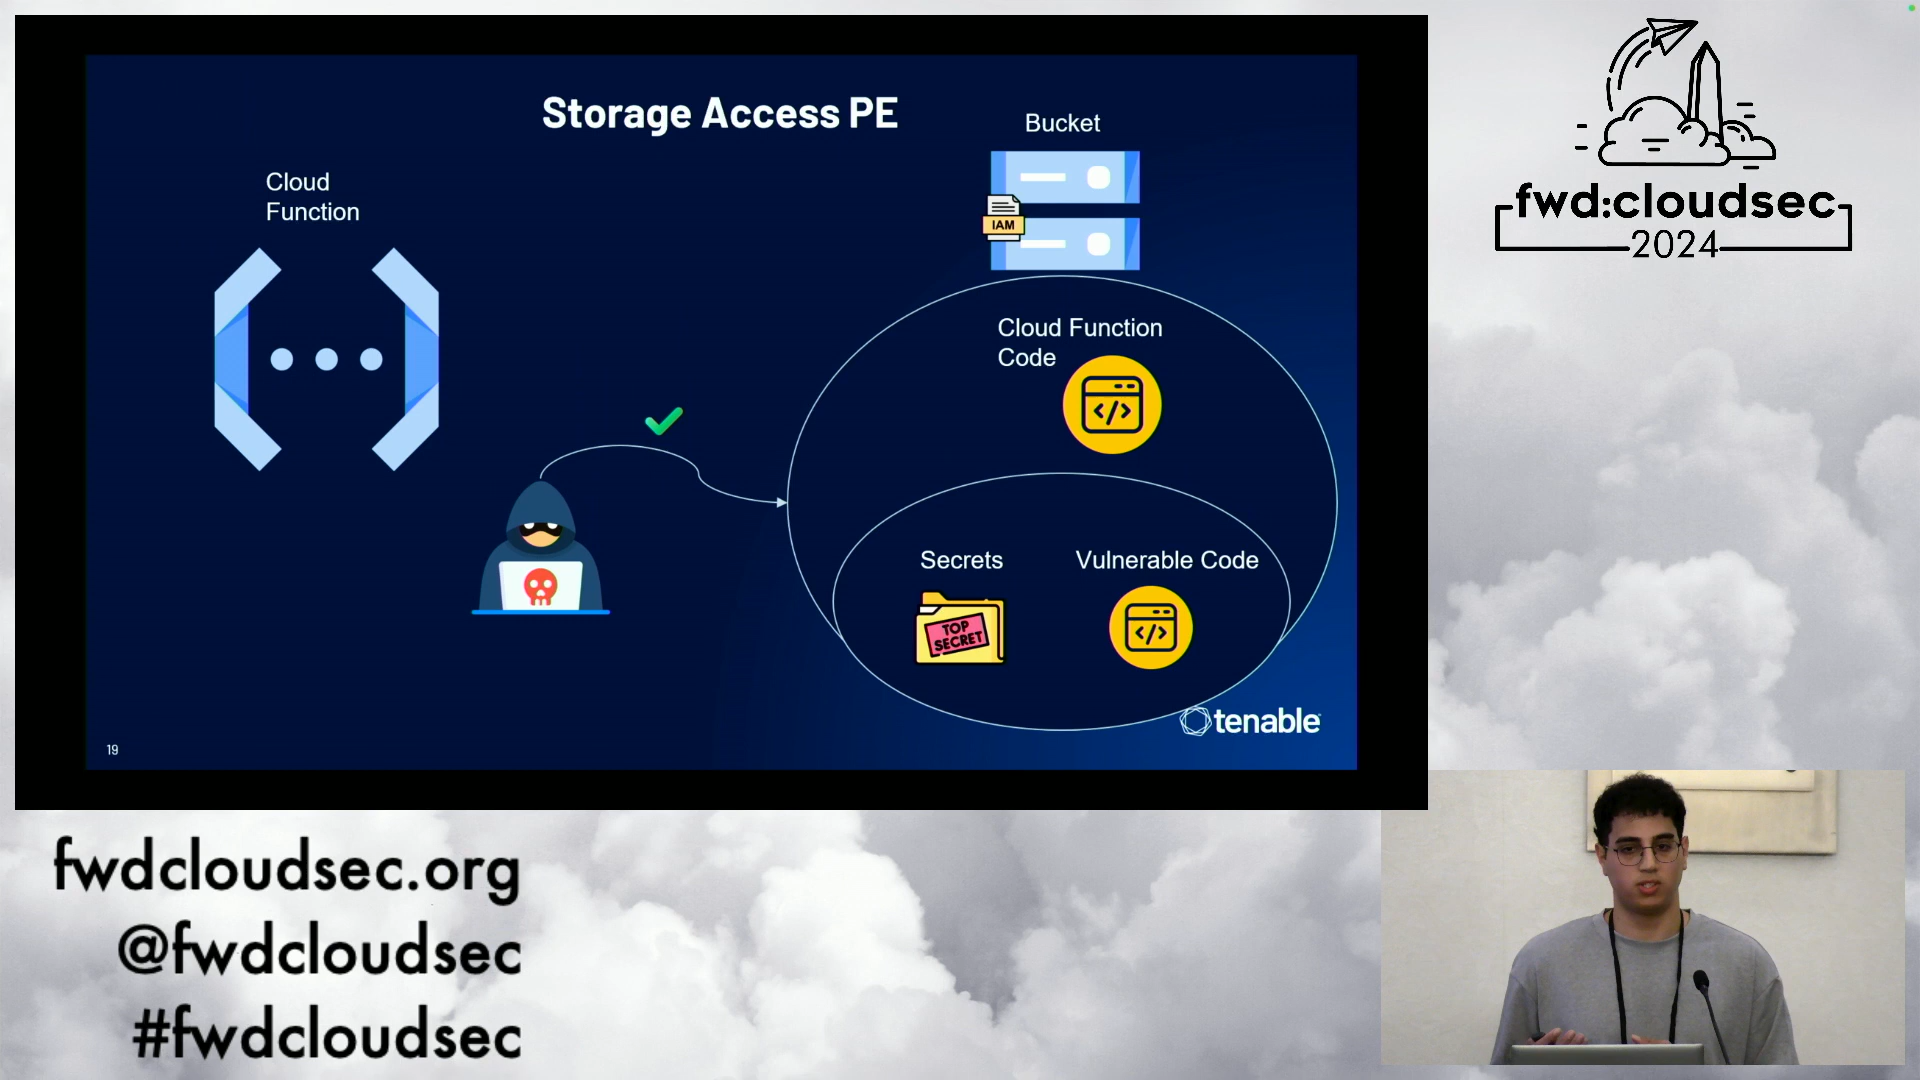 Storage Access PE
Bucket
Cloud
Function
IAM
Cloud Function
Code
</>
Secrets
Vulnerable Code
TOP
SECRET
</>
tenable
19
fwd:cloudsec
2024
fwdcloudsec.org
@fwdcloudsec
#fwdcloudsec